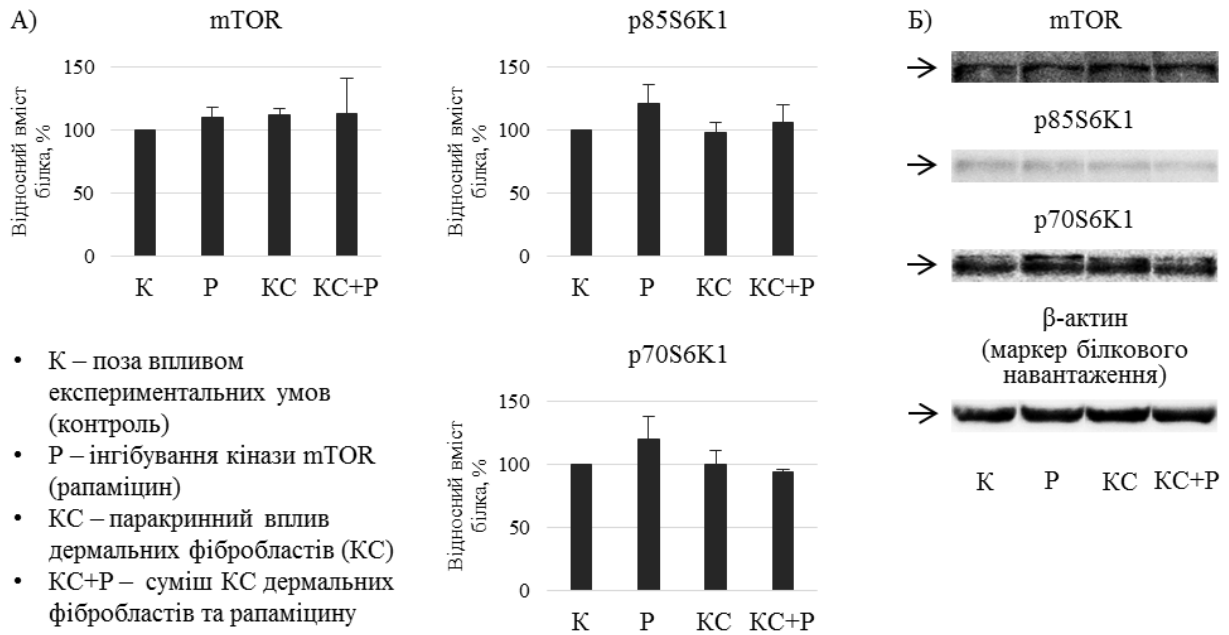 А)
mTOR
Відносний вміст
білка, %
150
100
50
0
К Р КС КС+Р
p85S6K1
Відносний вміст
білка, %
150
100
50
0
К Р КС КС+Р
• К – поза впливом
експериментальних умов
(контроль)
• Р – інгібування кінази mTOR
(рапаміцин)
• КС – паракринний вплив
дермальних фібробластів (КС)
• КС+Р – суміш КС дермальних
фібробластів та рапаміцину
p70S6K1
Відносний вміст
білка, %
150
100
50
0
К Р КС КС+Р
Б)
mTOR
p85S6K1
p70S6K1
β-актин
(маркер білкового
навантаження)
К Р КС КС+Р